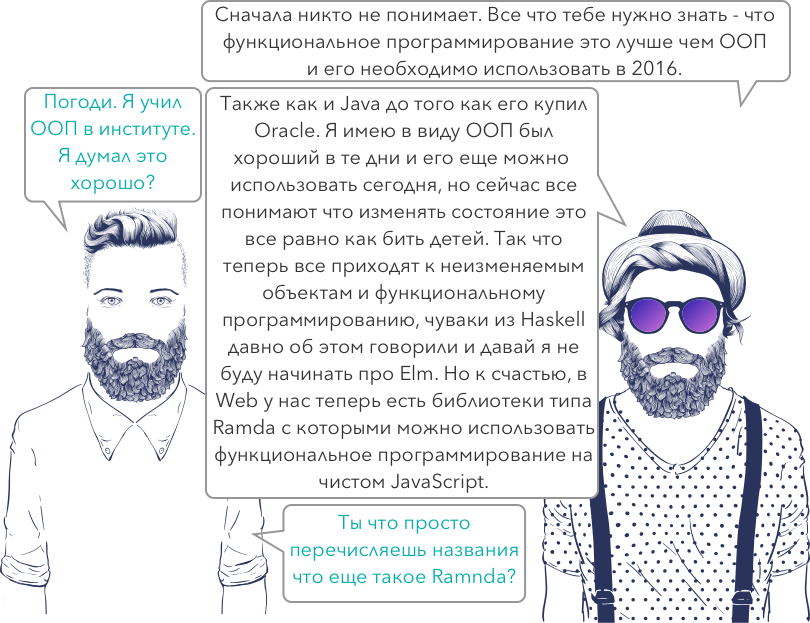 Сначала никто не понимает. Все что тебе нужно знать - что
функциональное программирование это лучше чем ООП
и его необходимо использовать в 2016.
Погоди. Я учил
ООП в институте.
Я думал это
хорошо?
Также как и Java до того как его купил
Oracle. Я имею в виду ООП был
хороший в те дни и его еще можно
использовать сегодня, но сейчас все
понимают что изменять состояние это
все равно как бить детей. Так что
теперь все приходят к неизменяемым
объектам и функциональному
программированию, чуваки из Haskell
давно об этом говорили и давай я не
буду начинать про Elm. Но к счастью, в
Web у нас теперь есть библиотеки типа
Ramda с которыми можно использовать
функциональное программирование на
чистом JavaScript.
Ты что просто
перечисляешь названия
что еще такое Ramnda?